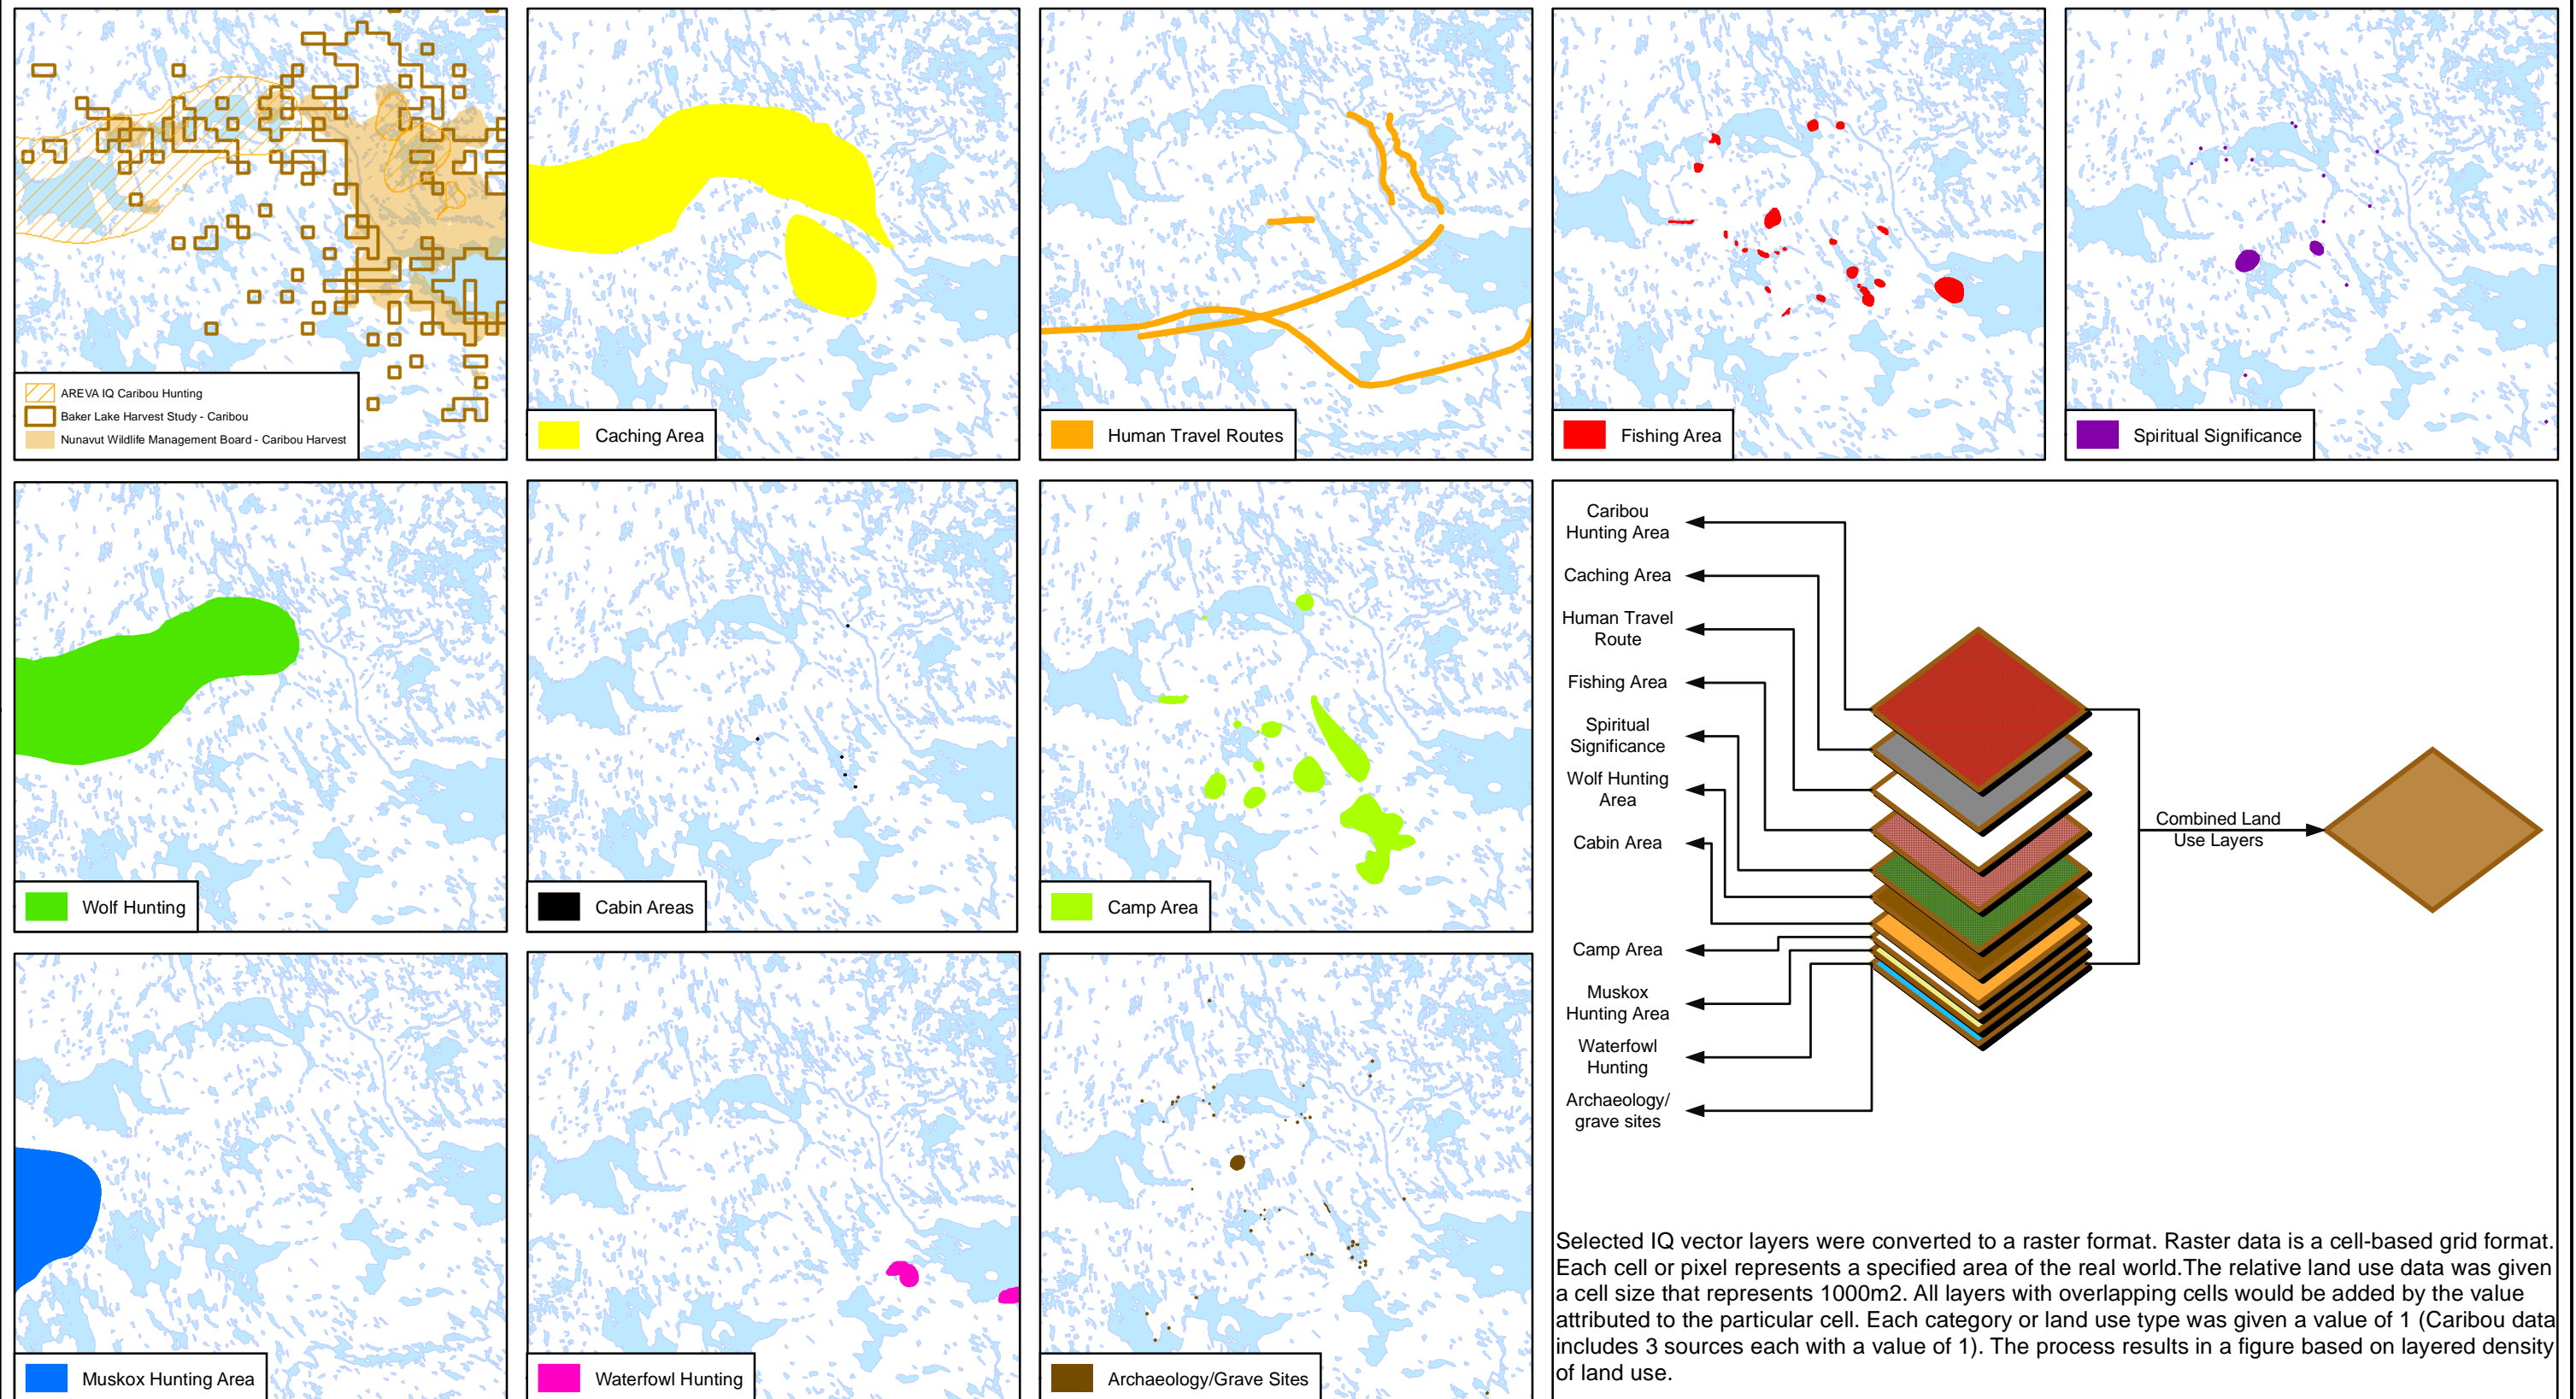 AREVA IQ Caribou Hunting
Baker Lake Harvest Study - Caribou
Nunavut Wildlife Management Board - Caribou Harvest
Caching Area
Human Travel Routes
Fishing Area
Spiritual Significance
Wolf Hunting
Cabin Areas
Camp Area
Muskox Hunting Area
Waterfowl Hunting
Archaeology/Grave Sites
Caribou
Hunting Area
Caching Area
Human Travel
Route
Fishing Area
Spiritual
Significance
Wolf Hunting
Area
Cabin Area
Camp Area
Muskox
Hunting Area
Waterfowl
Hunting
Archaeology/
grave sites
Combined Land
Use Layers
Selected IQ vector layers were converted to a raster format. Raster data is a cell-based grid format.
Each cell or pixel represents a specified area of the real world.The relative land use data was given
a cell size that represents 1000m2. All layers with overlapping cells would be added by the value
attributed to the particular cell. Each category or land use type was given a value of 1 (Caribou data
includes 3 sources each with a value of 1). The process results in a figure based on layered density
of land use.